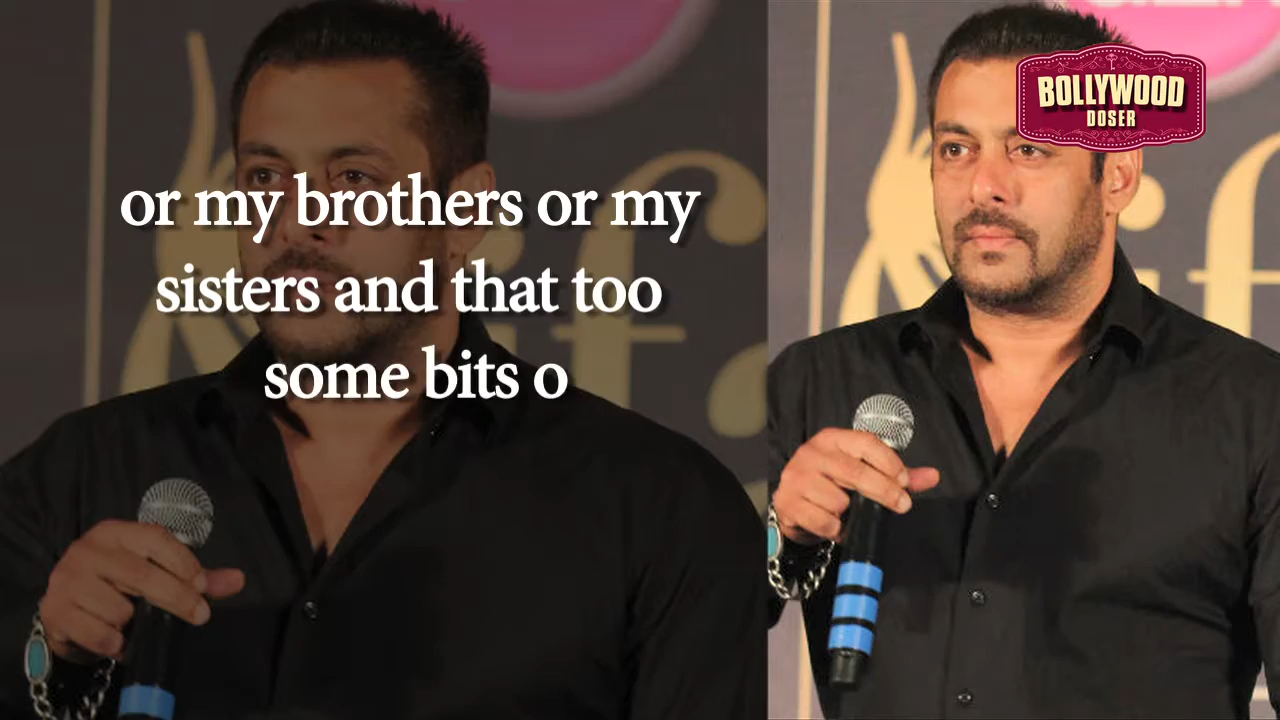 or my brothers or my
sisters and that too
some bits o
BOLLYWOOD
DOSER